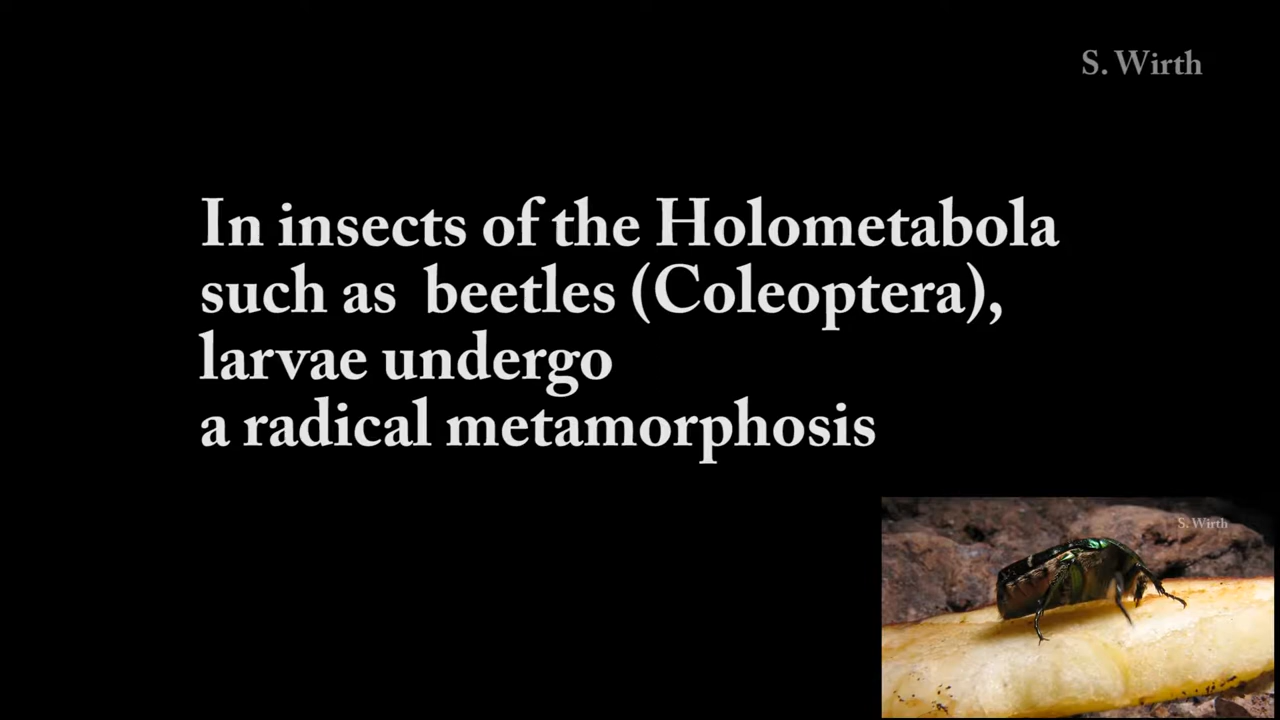 S. Wirth
In insects of the Holometabola
such as beetles (Coleoptera),
larvae undergo
a radical metamorphosis
S. Wirth